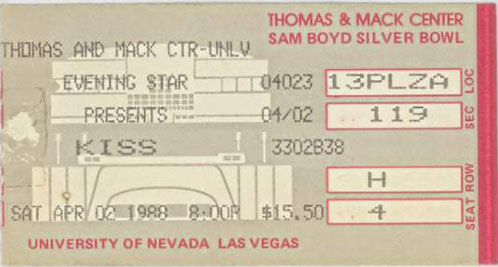 THOMAS & MACK CENTER
SAM BOYD SILVER BOWL
THOMAS AND MACK CTR-UNLV
EVENING STAR 04023 13PLZA LOC
PRESENTS 04/02 119 SEC
KISS 3302B38
H ROW
SAT APR 02 1988 8:00P $15.50 4 SEAT
UNIVERSITY OF NEVADA LAS VEGAS